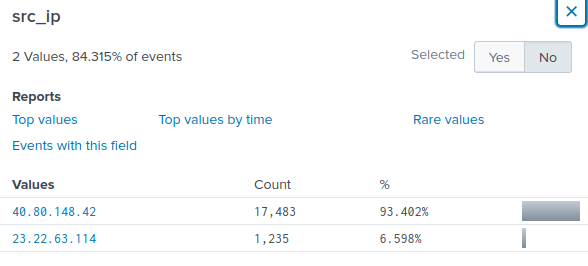 src_ip
×
2 Values, 84.315% of events
Selected
Yes
No
Reports
Top values
Top values by time
Rare values
Events with this field
Values Count %
40.80.148.42 17,483 93.402%
23.22.63.114 1,235 6.598%